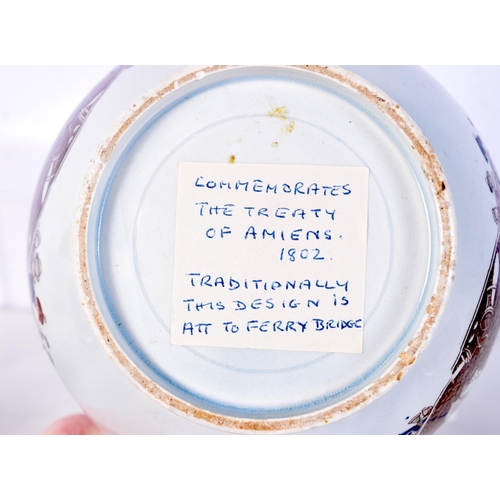 COMMEMORATES
THE TREATY
OF AMIENS.
1802.
TRADITIONALLY
THIS DESIGN IS
ATT TO FERRY BRIDGE